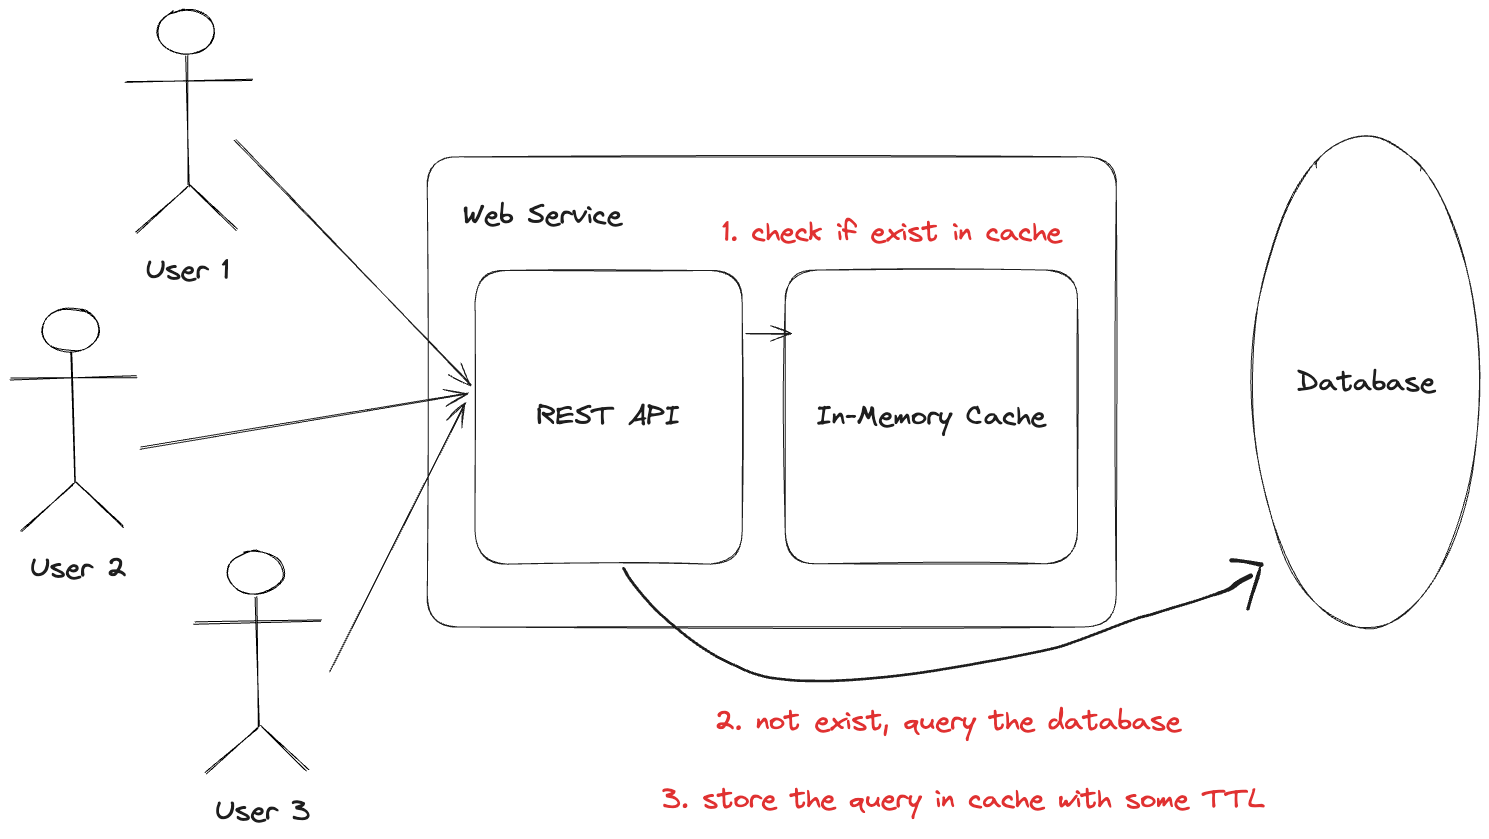 User 1
User 2
User 3
Web Service
1. check if exist in cache
REST API
In-Memory Cache
Database
2. not exist, query the database
3. store the query in cache with some TTL